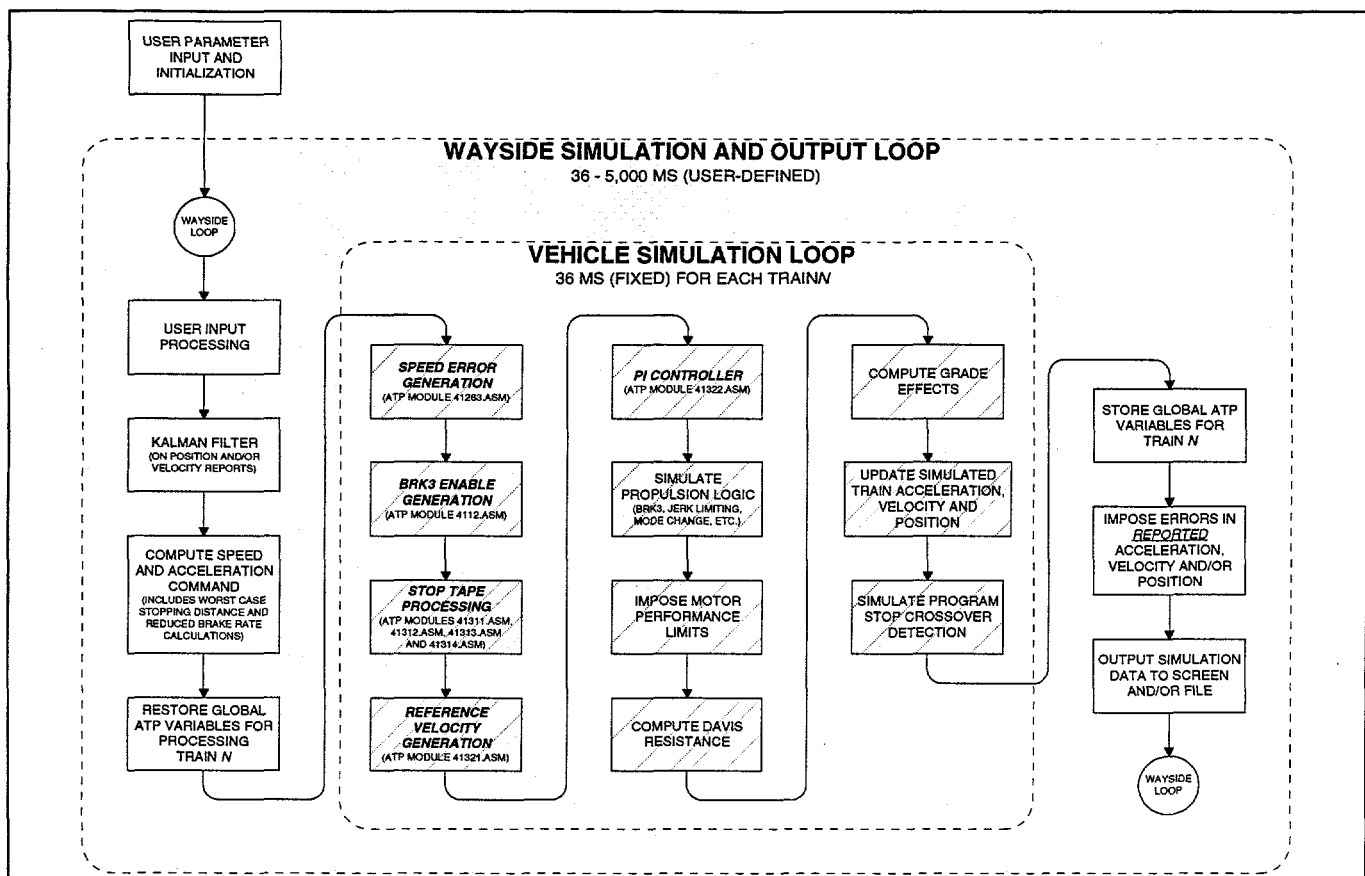 USER PARAMETER
INPUT AND
INITIALIZATION
WAYSIDE SIMULATION AND OUTPUT LOOP
36 - 5,000 MS (USER-DEFINED)
WAYSIDE
LOOP
USER INPUT
PROCESSING
KALMAN FILTER
(ON POSITION AND/OR
VELOCITY REPORTS)
COMPUTE SPEED
AND ACCELERATION
COMMAND
(INCLUDES WORST CASE
STOPPING DISTANCE AND
REDUCED BRAKE RATE
CALCULATIONS)
RESTORE GLOBAL
ATP VARIABLES FOR
PROCESSING
TRAIN N
VEHICLE SIMULATION LOOP
36 MS (FIXED) FOR EACH TRAIN N
SPEED ERROR
GENERATION
(ATP MODULE 41263.ASM)
BRK3 ENABLE
GENERATION
(ATP MODULE 4112.ASM)
STOP TAPE
PROCESSING
(ATP MODULES 41311.ASM,
41312.ASM, 41313.ASM
AND 41314.ASM)
REFERENCE
VELOCITY
GENERATION
(ATP MODULE 41321.ASM)
PI CONTROLLER
(ATP MODULE 41322.ASM)
SIMULATE
PROPULSION LOGIC
(BRK3, JERK LIMITING,
MODE CHANGE, ETC.)
IMPOSE MOTOR
PERFORMANCE
LIMITS
COMPUTE DAVIS
RESISTANCE
COMPUTE GRADE
EFFECTS
UPDATE SIMULATED
TRAIN ACCELERATION,
VELOCITY AND
POSITION
SIMULATE PROGRAM
STOP CROSSOVER
DETECTION
STORE GLOBAL ATP
VARIABLES FOR
TRAIN N
IMPOSE ERRORS IN
REPORTED
ACCELERATION,
VELOCITY AND/OR
POSITION
OUTPUT SIMULATION
DATA TO SCREEN
AND/OR FILE
WAYSIDE
LOOP